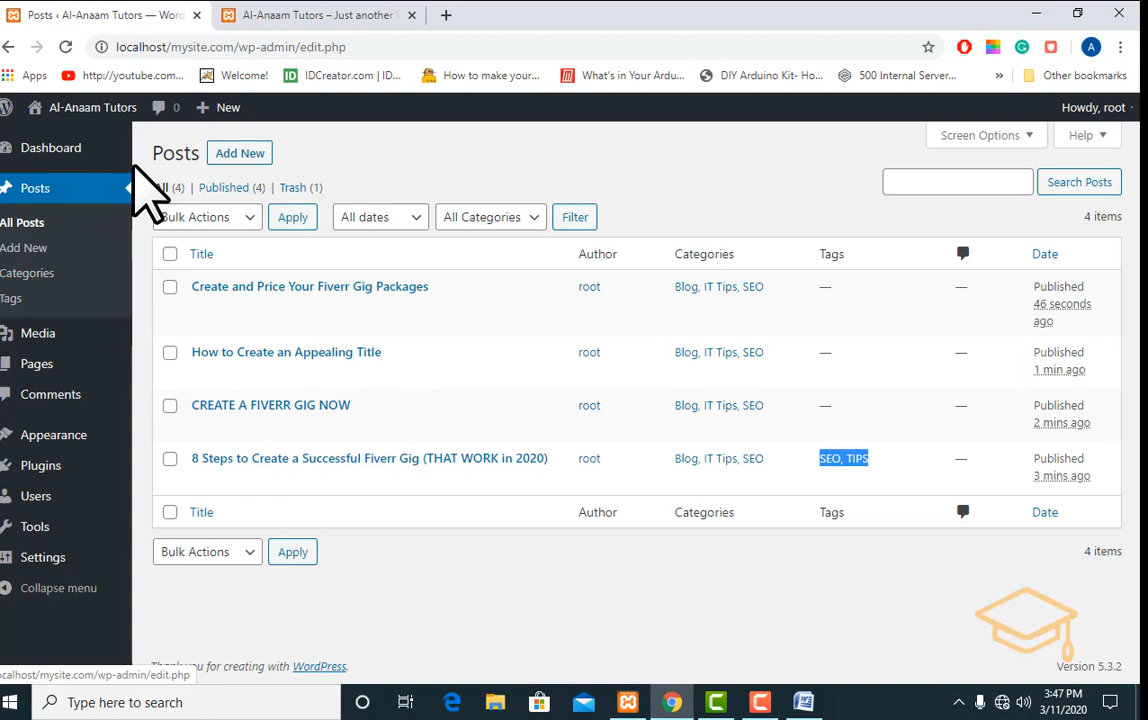 Posts ‹ Al-Anaam Tutors — Word
Al-Anaam Tutors – Just another
localhost/mysite.com/wp-admin/edit.php
A
Apps
http://youtube.com...
Welcome!
IDCreator.com | ID...
How to make your...
What's in Your Ardu...
DIY Arduino Kit- Ho...
500 Internal Server...
Other bookmarks
Al-Anaam Tutors
0
New
Howdy, root
Dashboard
Posts
All Posts
Add New
Categories
Tags
Media
Pages
Comments
Appearance
Plugins
Users
Tools
Settings
Collapse menu
Posts
Add New
Screen Options
Help
All (4) | Published (4) | Trash (1)
Search Posts
Bulk Actions
Apply
All dates
All Categories
Filter
4 items
Title Author Categories Tags Date
Create and Price Your Fiverr Gig Packages root Blog, IT Tips, SEO — — Published
46 seconds
ago
How to Create an Appealing Title root Blog, IT Tips, SEO — — Published
1 min ago
CREATE A FIVERR GIG NOW root Blog, IT Tips, SEO — — Published
2 mins ago
8 Steps to Create a Successful Fiverr Gig (THAT WORK in 2020) root Blog, IT Tips, SEO SEO, TIPS — Published
3 mins ago
Title Author Categories Tags Date
Bulk Actions
Apply
4 items
Thank you for creating with WordPress.
Version 5.3.2
localhost/mysite.com/wp-admin/edit.php
Type here to search
3:47 PM
3/11/2020